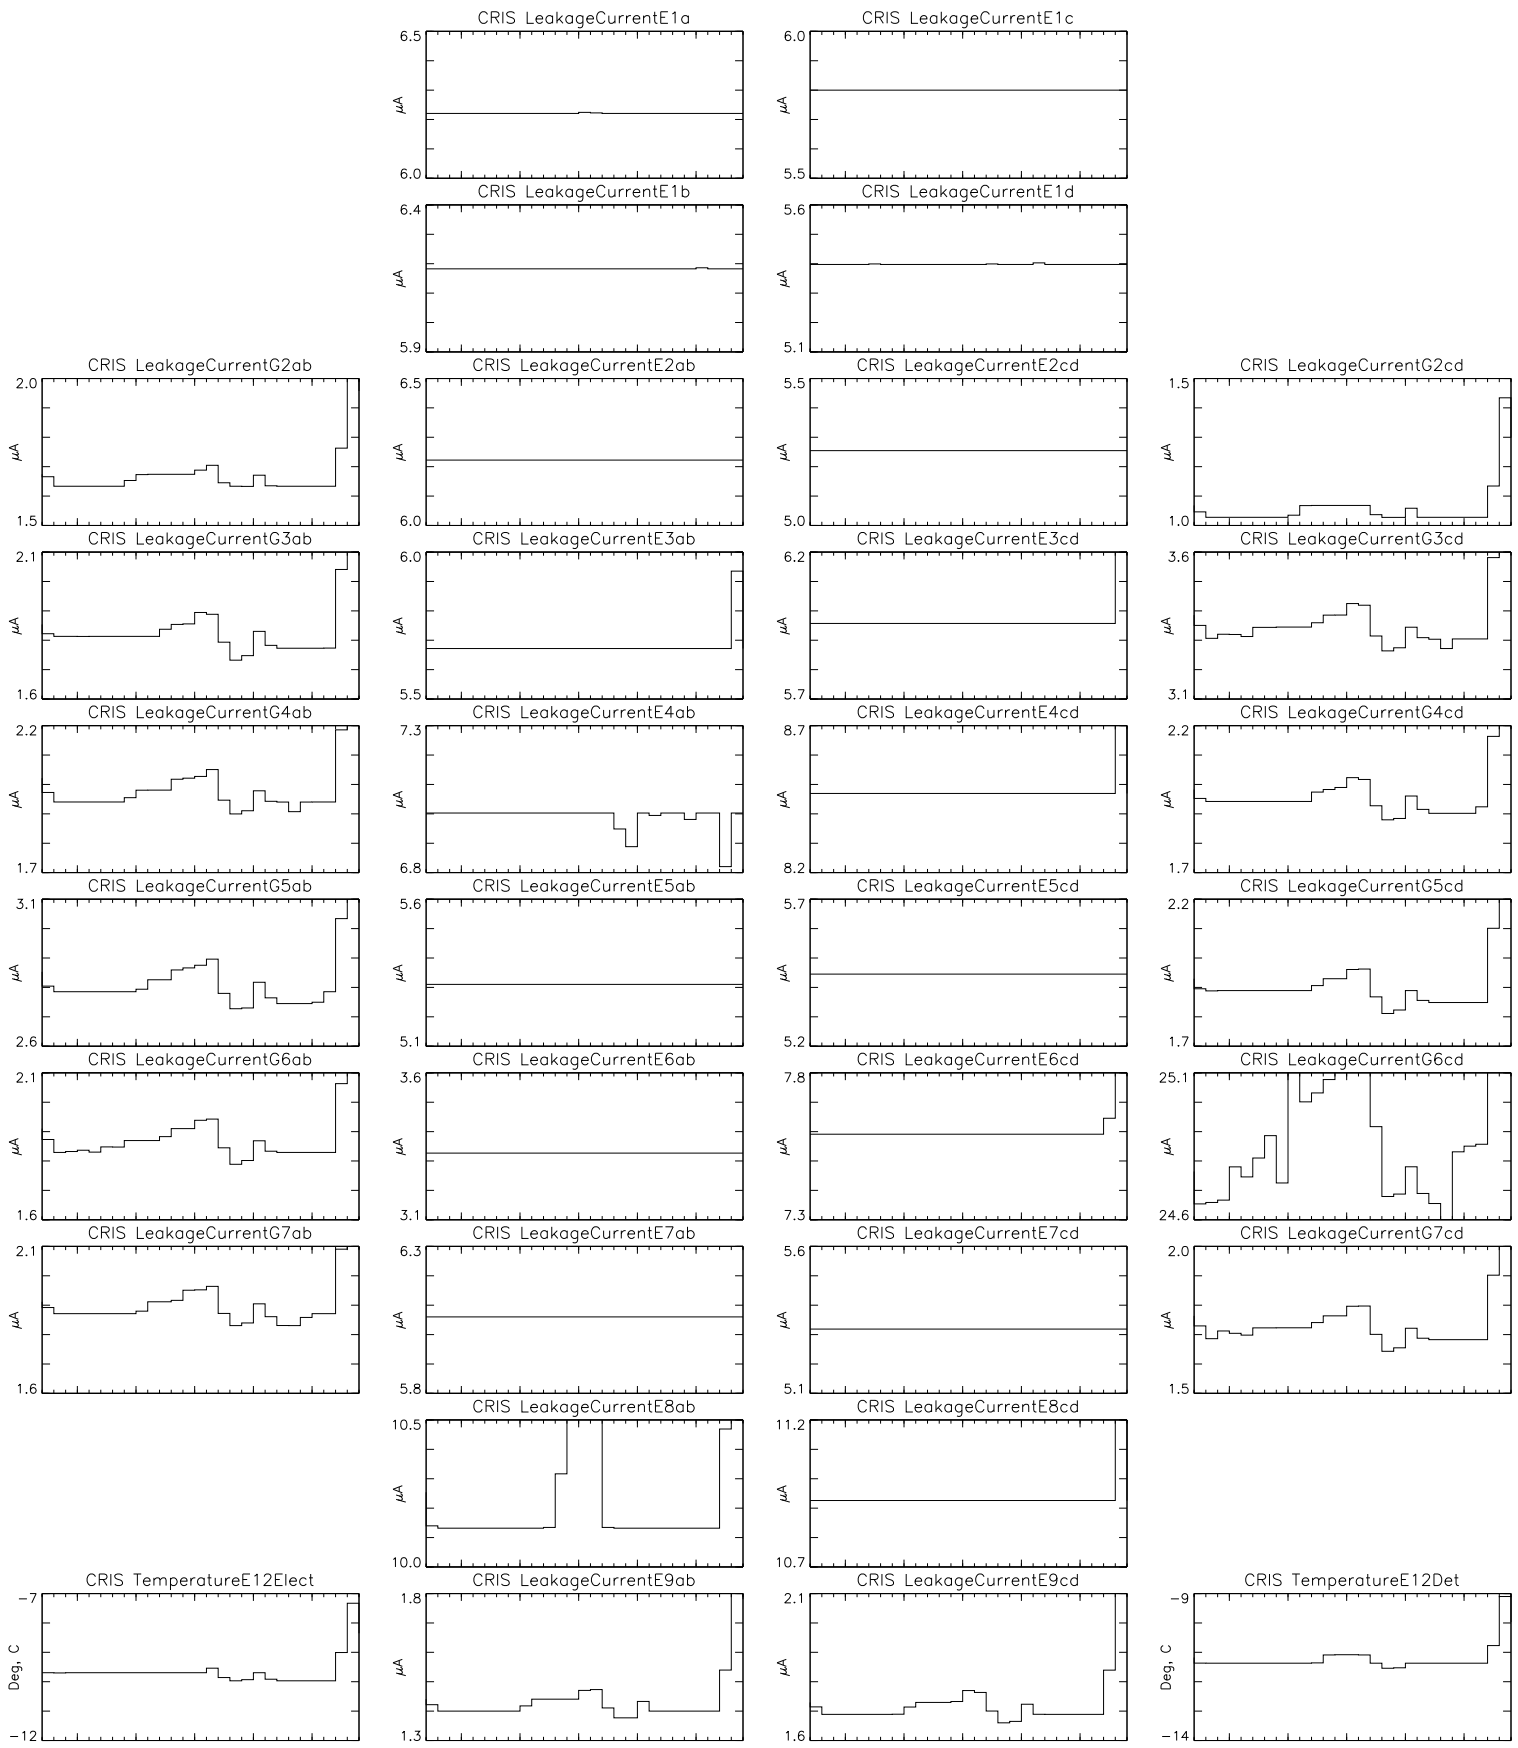 CRIS LeakageCurrentE1a
6.5
μA
6.0
CRIS LeakageCurrentE1c
6.0
μA
5.5
CRIS LeakageCurrentE1b
6.4
μA
5.9
CRIS LeakageCurrentE1d
5.6
μA
5.1
CRIS LeakageCurrentG2ab
2.0
μA
1.5
CRIS LeakageCurrentE2ab
6.5
μA
6.0
CRIS LeakageCurrentE2cd
5.5
μA
5.0
CRIS LeakageCurrentG2cd
1.5
μA
1.0
CRIS LeakageCurrentG3ab
2.1
μA
1.6
CRIS LeakageCurrentE3ab
6.0
μA
5.5
CRIS LeakageCurrentE3cd
6.2
μA
5.7
CRIS LeakageCurrentG3cd
3.6
μA
3.1
CRIS LeakageCurrentG4ab
2.2
μA
1.7
CRIS LeakageCurrentE4ab
7.3
μA
6.8
CRIS LeakageCurrentE4cd
8.7
μA
8.2
CRIS LeakageCurrentG4cd
2.2
μA
1.7
CRIS LeakageCurrentG5ab
3.1
μA
2.6
CRIS LeakageCurrentE5ab
5.6
μA
5.1
CRIS LeakageCurrentE5cd
5.7
μA
5.2
CRIS LeakageCurrentG5cd
2.2
μA
1.7
CRIS LeakageCurrentG6ab
2.1
μA
1.6
CRIS LeakageCurrentE6ab
3.6
μA
3.1
CRIS LeakageCurrentE6cd
7.8
μA
7.3
CRIS LeakageCurrentG6cd
25.1
μA
24.6
CRIS LeakageCurrentG7ab
2.1
μA
1.6
CRIS LeakageCurrentE7ab
6.3
μA
5.8
CRIS LeakageCurrentE7cd
5.6
μA
5.1
CRIS LeakageCurrentG7cd
2.0
μA
1.5
CRIS LeakageCurrentE8ab
10.5
μA
10.0
CRIS LeakageCurrentE8cd
11.2
μA
10.7
CRIS TemperatureE12Elect
-7
Deg, C
-12
CRIS LeakageCurrentE9ab
1.8
μA
1.3
CRIS LeakageCurrentE9cd
2.1
μA
1.6
CRIS TemperatureE12Det
-9
Deg, C
-14